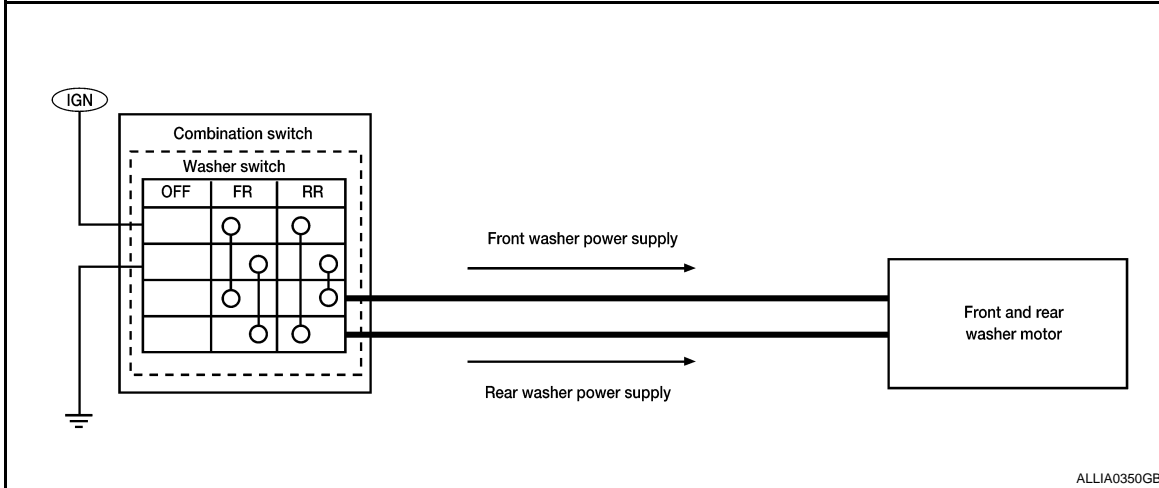 IGN
Combination switch
Washer switch
OFF FR RR
Front washer power supply
Front and rear
washer motor
Rear washer power supply
ALLIA0350GB